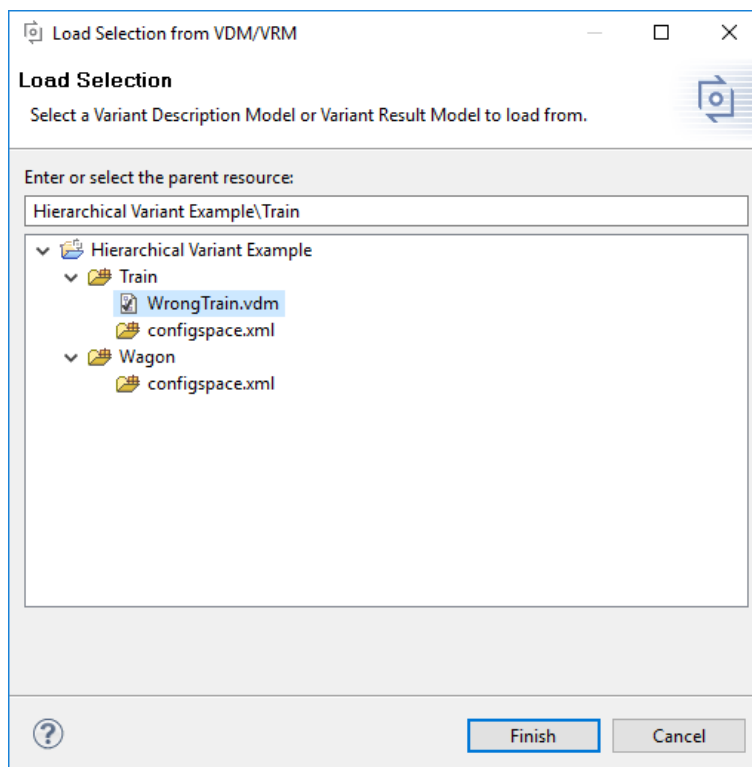 Load Selection from VDM/VRM
Load Selection
Select a Variant Description Model or Variant Result Model to load from.
Enter or select the parent resource:
Hierarchical Variant Example\Train
Hierarchical Variant Example
Train
WrongTrain.vdm
configspace.xml
Wagon
configspace.xml
?
Finish Cancel